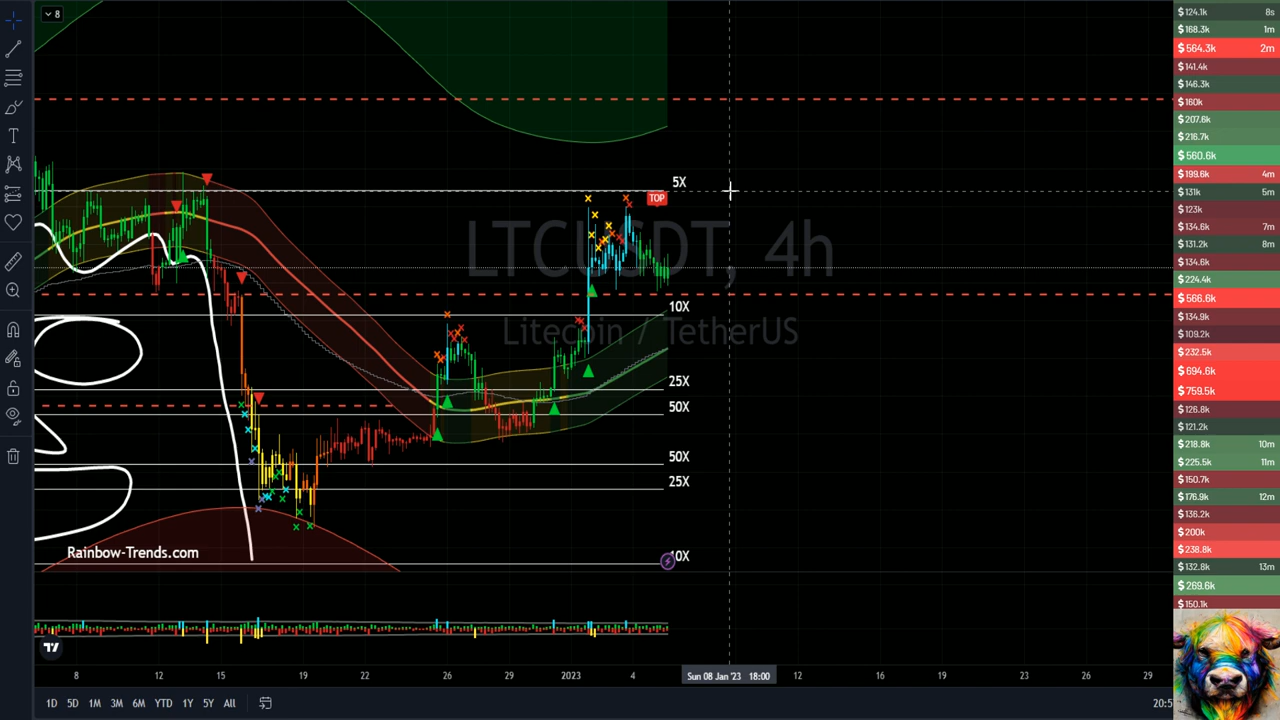 8
5X
TOP
LTCUSDT, 4h
10X
Litecoin / TetherUS
25X
50X
50X
25X
Rainbow-Trends.com
8 12 15 19 22 26 29 2023 4 Sun 08 Jan '23 18:00 12 16 19 23 26 29
1D 5D 1M 3M 6M YTD 1Y 5Y All
$124.1k 8s
$168.3k 1m
$564.3k 2m
$141.4k
$146.3k
$160k
$207.6k
$216.7k
$560.6k
$199.6k 4m
$131k 5m
$123k
$134.6k 7m
$131.2k 8m
$134.6k
$224.4k
$566.6k
$134.9k
$109.2k
$232.5k
$694.6k
$759.5k
$126.8k
$121.2k
$218.8k 10m
$225.5k 11m
$150.7k
$176.9k 12m
$136.2k
$200k
$238.8k
$132.8k 13m
$269.6k
$150.1k